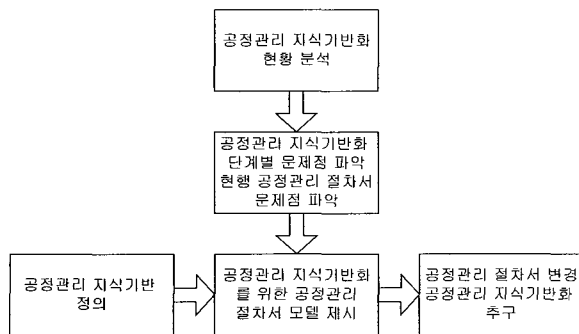 공정관리 지식기반화
현황 분석
공정관리 지식기반화
단계별 문제점 파악
현행 공정관리 절차서
문제점 파악
공정관리 지식기반
정의
공정관리 지식기반화
를 위한 공정관리
절차서 모델 제시
공정관리 절차서 변경
공정관리 지식기반화
추구